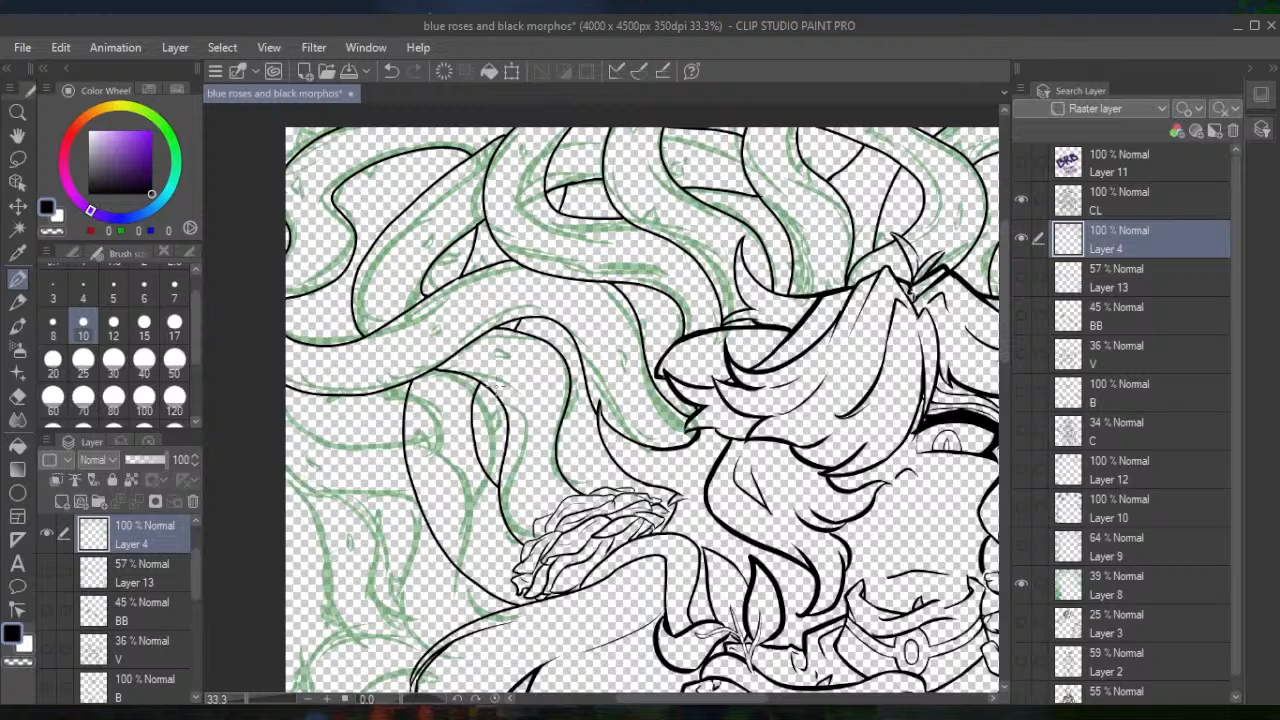 blue roses and black morphos* (4000 x 4500px 350dpi 33.3%) - CLIP STUDIO PAINT PRO
File Edit Animation Layer Select View Filter Window Help
Color Wheel
blue roses and black morphos*
Search Layer
Raster layer
0 0 0
Brush size
3 4 5 6 7
8 10 12 15 17
20 25 30 40 50
60 70 80 100 120
Layer
Normal 100
100 % Normal
Layer 4
57 % Normal
Layer 13
45 % Normal
BB
36 % Normal
V
100 % Normal
B
BRB
100 % Normal
Layer 11
100 % Normal
CL
100 % Normal
Layer 4
57 % Normal
Layer 13
45 % Normal
BB
36 % Normal
V
100 % Normal
B
34 % Normal
C
100 % Normal
Layer 12
100 % Normal
Layer 10
64 % Normal
Layer 9
39 % Normal
Layer 8
25 % Normal
Layer 3
59 % Normal
Layer 2
55 % Normal
33.3 0.0